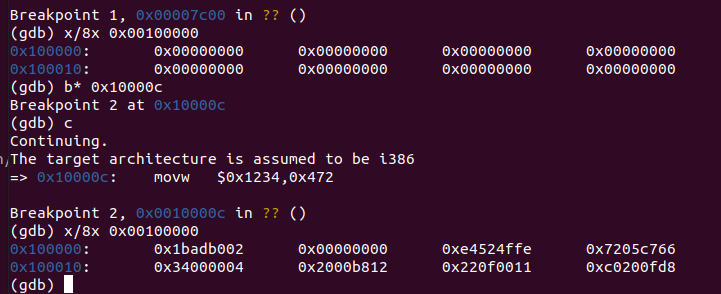 Breakpoint 1, 0x00007c00 in ?? ()
(gdb) x/8x 0x00100000
0x100000:       0x00000000      0x00000000      0x00000000      0x00000000
0x100010:       0x00000000      0x00000000      0x00000000      0x00000000
(gdb) b* 0x10000c
Breakpoint 2 at 0x10000c
(gdb) c
Continuing.
The target architecture is assumed to be i386
=> 0x10000c:    movw   $0x1234,0x472

Breakpoint 2, 0x0010000c in ?? ()
(gdb) x/8x 0x00100000
0x100000:       0x1badb002      0x00000000      0xe4524ffe      0x7205c766
0x100010:       0x34000004      0x2000b812      0x220f0011      0xc0200fd8
(gdb)